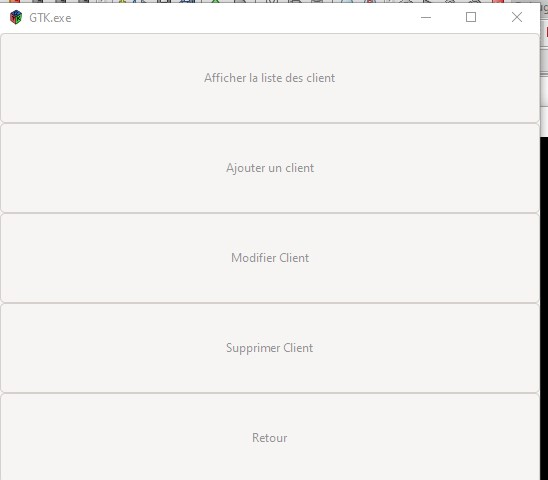 GTK.exe
Afficher la liste des client
Ajouter un client
Modifier Client
Supprimer Client
Retour